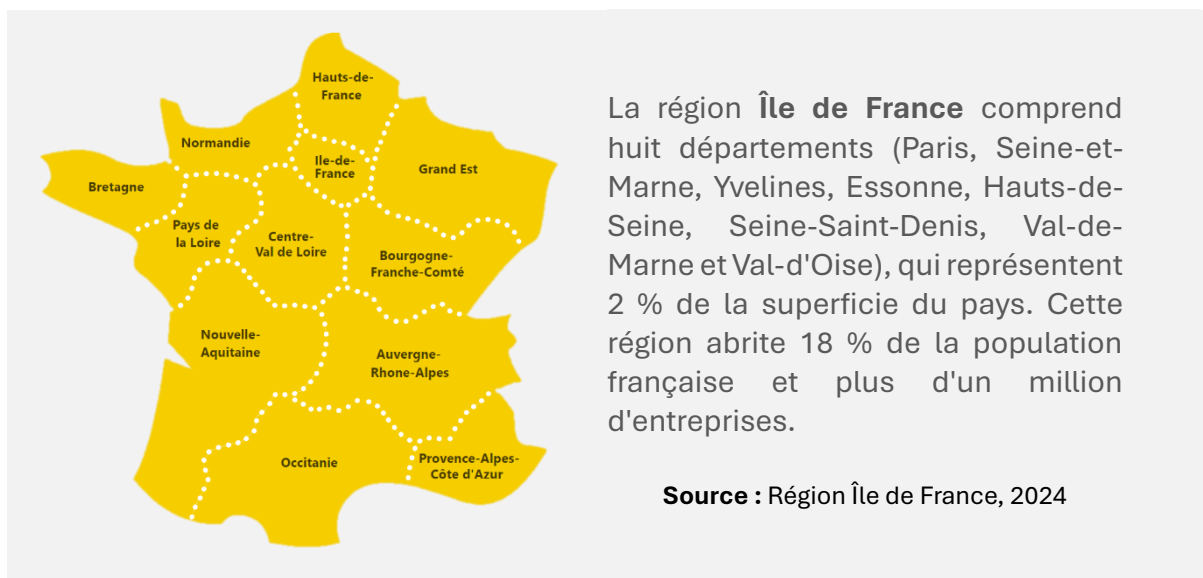 Hauts-de-
France
Normandie
Ile-de-
France
Grand Est
Bretagne
Pays de
la Loire
Centre-
Val de Loire
Bourgogne-
Franche-Comté
Nouvelle-
Aquitaine
Auvergne-
Rhone-Alpes
Occitanie
Provence-Alpes-
Côte d'Azur
La région Île de France comprend
huit départements (Paris, Seine-et-
Marne, Yvelines, Essonne, Hauts-de-
Seine, Seine-Saint-Denis, Val-de-
Marne et Val-d'Oise), qui représentent
2 % de la superficie du pays. Cette
région abrite 18 % de la population
française et plus d'un million
d'entreprises.
Source : Région Île de France, 2024